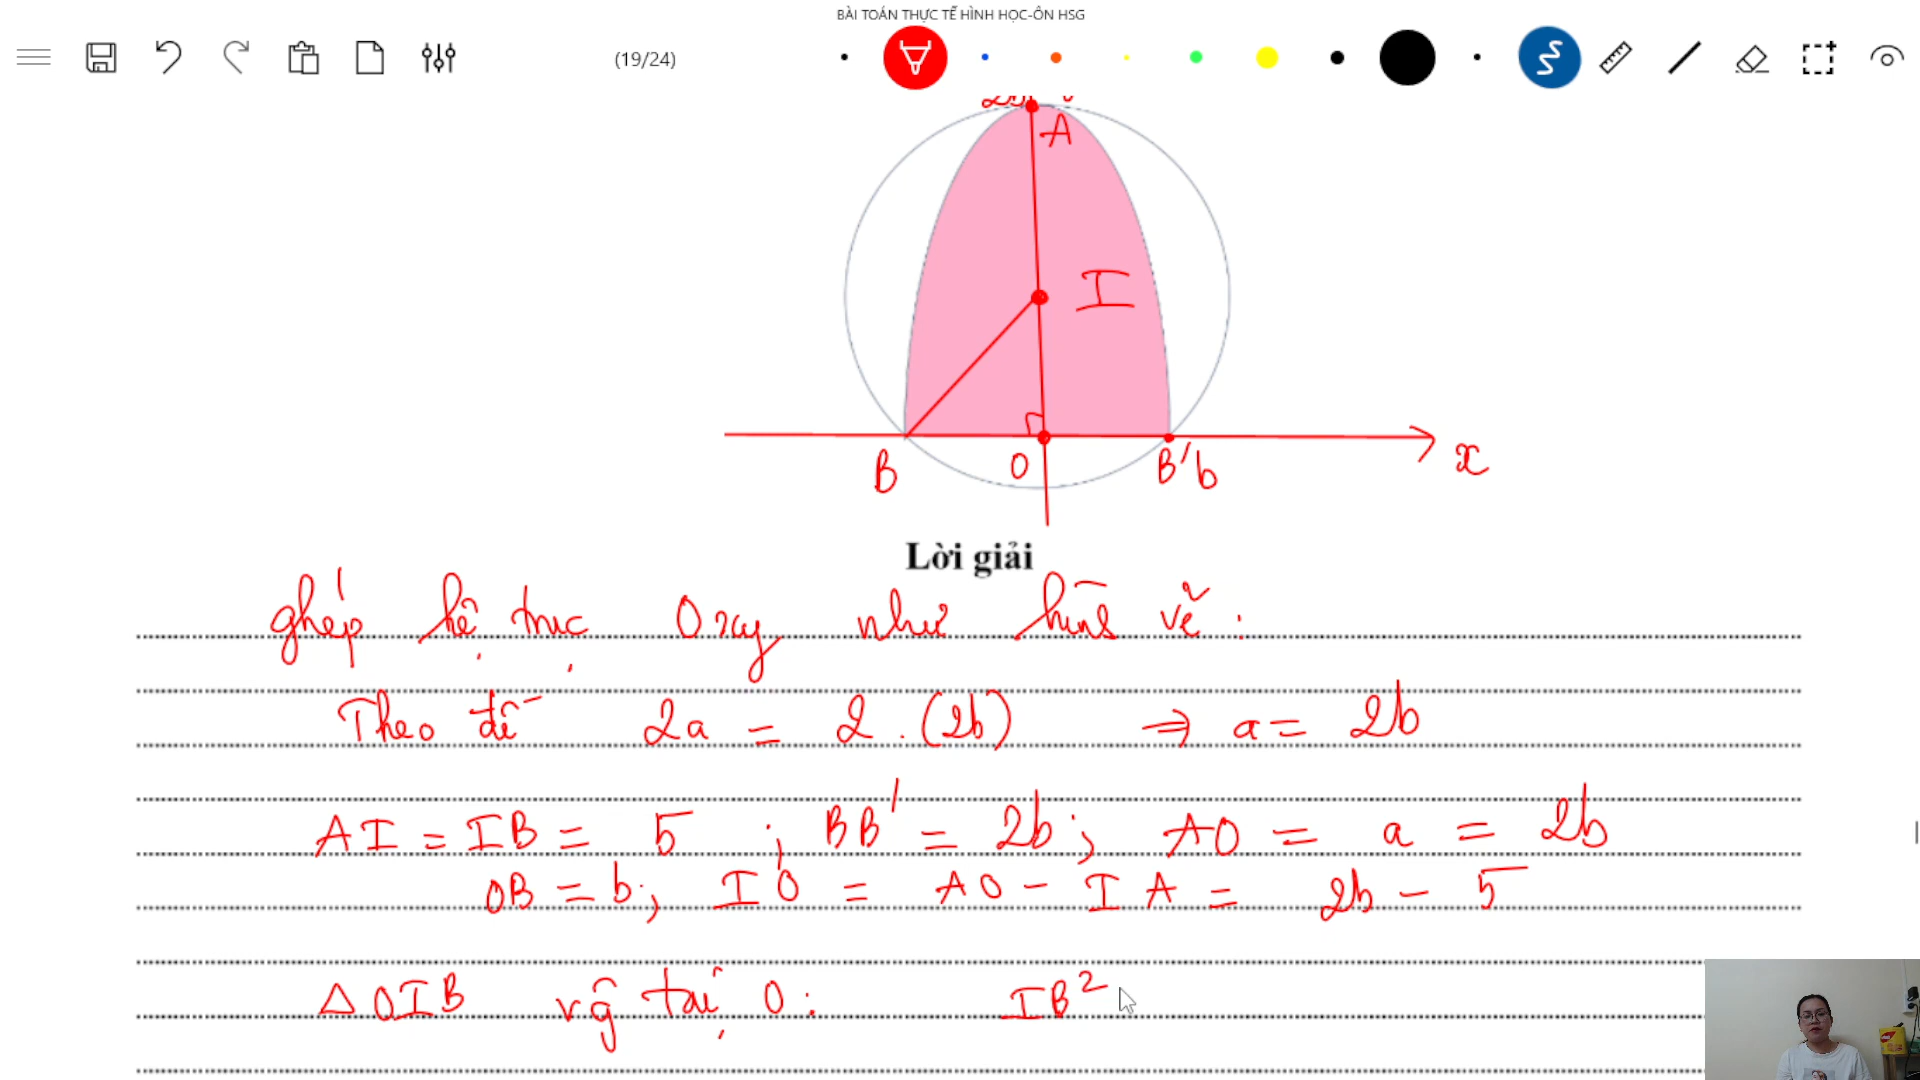 BÀI TOÁN THỰC TẾ HÌNH HỌC-ÔN HSG
(19/24)
A
I
x
B O B' b
Lời giải
ghép hệ trục Oxy như hình vẽ :
Theo đề 2a = 2 . (2b) ⇒ a = 2b
AI = IB = 5 ; BB' = 2b ; AO = a = 2b
OB = b ; IO = AO - IA = 2b - 5
△OIB vg tại O : IB²